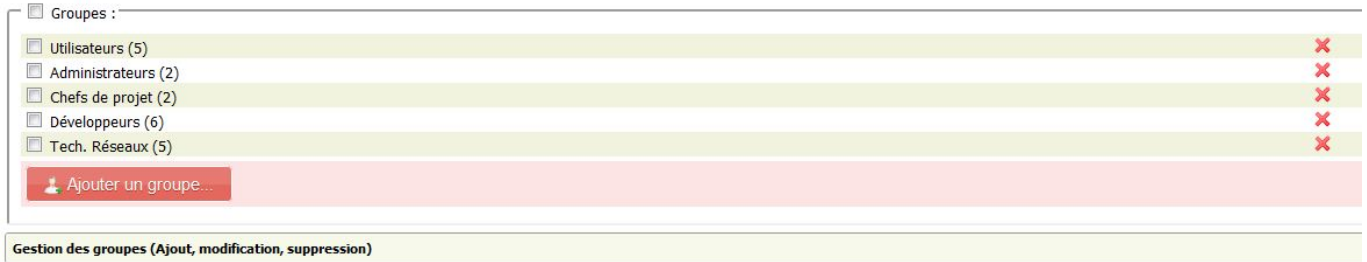 Groupes :
Utilisateurs (5)
Administrateurs (2)
Chefs de projet (2)
Développeurs (6)
Tech. Réseaux (5)
Ajouter un groupe...
Gestion des groupes (Ajout, modification, suppression)